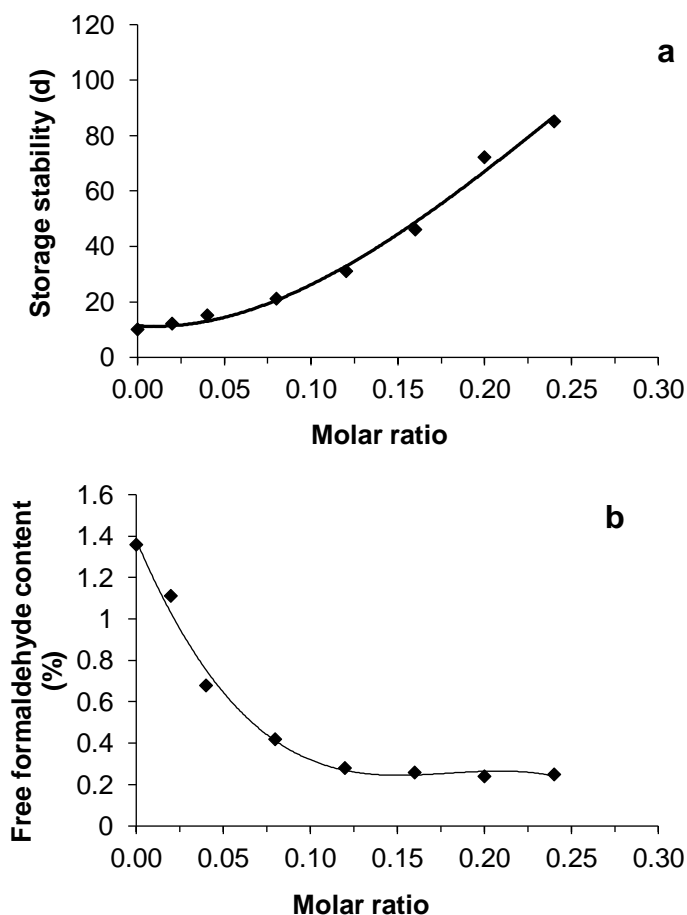 a
Storage stability (d)
120
100
80
60
40
20
0
0.00 0.05 0.10 0.15 0.20 0.25 0.30
Molar ratio
b
Free formaldehyde content
(%)
1.6
1.4
1.2
1
0.8
0.6
0.4
0.2
0
0.00 0.05 0.10 0.15 0.20 0.25 0.30
Molar ratio